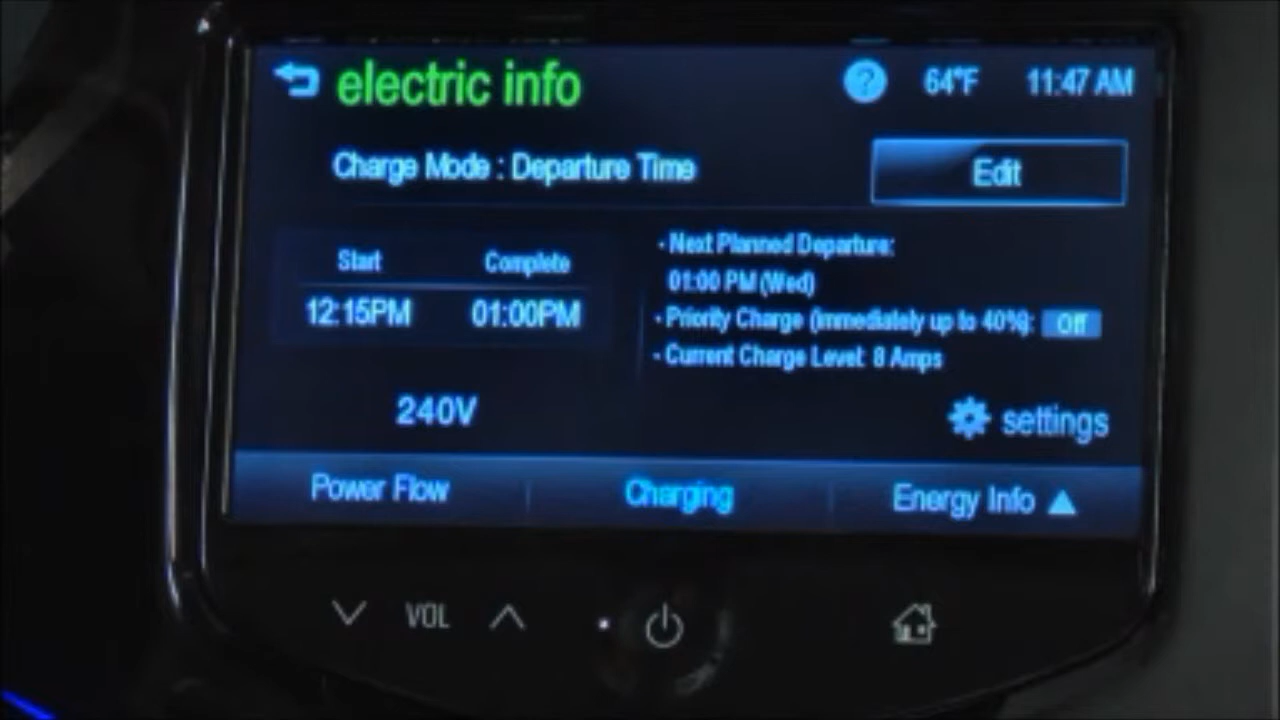 electric info ? 64°F 11:47 AM
Charge Mode : Departure Time Edit
Start Complete
12:15PM 01:00PM
240V
• Next Planned Departure:
01:00 PM (Wed)
• Priority Charge (immediately up to 40%): Off
• Current Charge Level: 8 Amps
settings
Power Flow Charging Energy Info
VOL